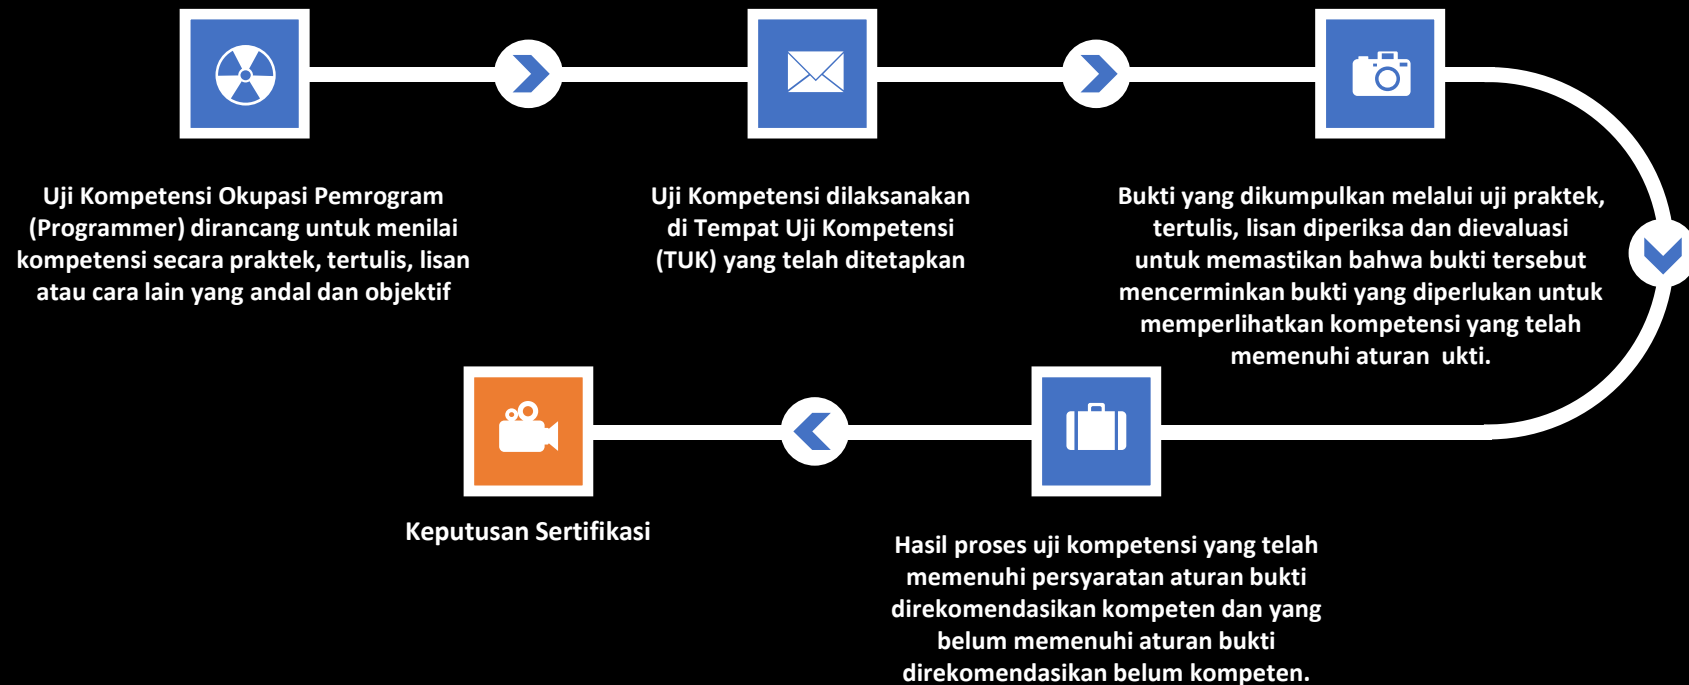 Uji Kompetensi Okupasi Pemrogram
(Programmer) dirancang untuk menilai
kompetensi secara praktek, tertulis, lisan
atau cara lain yang andal dan objektif
Uji Kompetensi dilaksanakan
di Tempat Uji Kompetensi
(TUK) yang telah ditetapkan
Bukti yang dikumpulkan melalui uji praktek,
tertulis, lisan diperiksa dan dievaluasi
untuk memastikan bahwa bukti tersebut
mencerminkan bukti yang diperlukan untuk
memperlihatkan kompetensi yang telah
memenuhi aturan  ukti.
Hasil proses uji kompetensi yang telah
memenuhi persyaratan aturan bukti
direkomendasikan kompeten dan yang
belum memenuhi aturan bukti
direkomendasikan belum kompeten.
Keputusan Sertifikasi